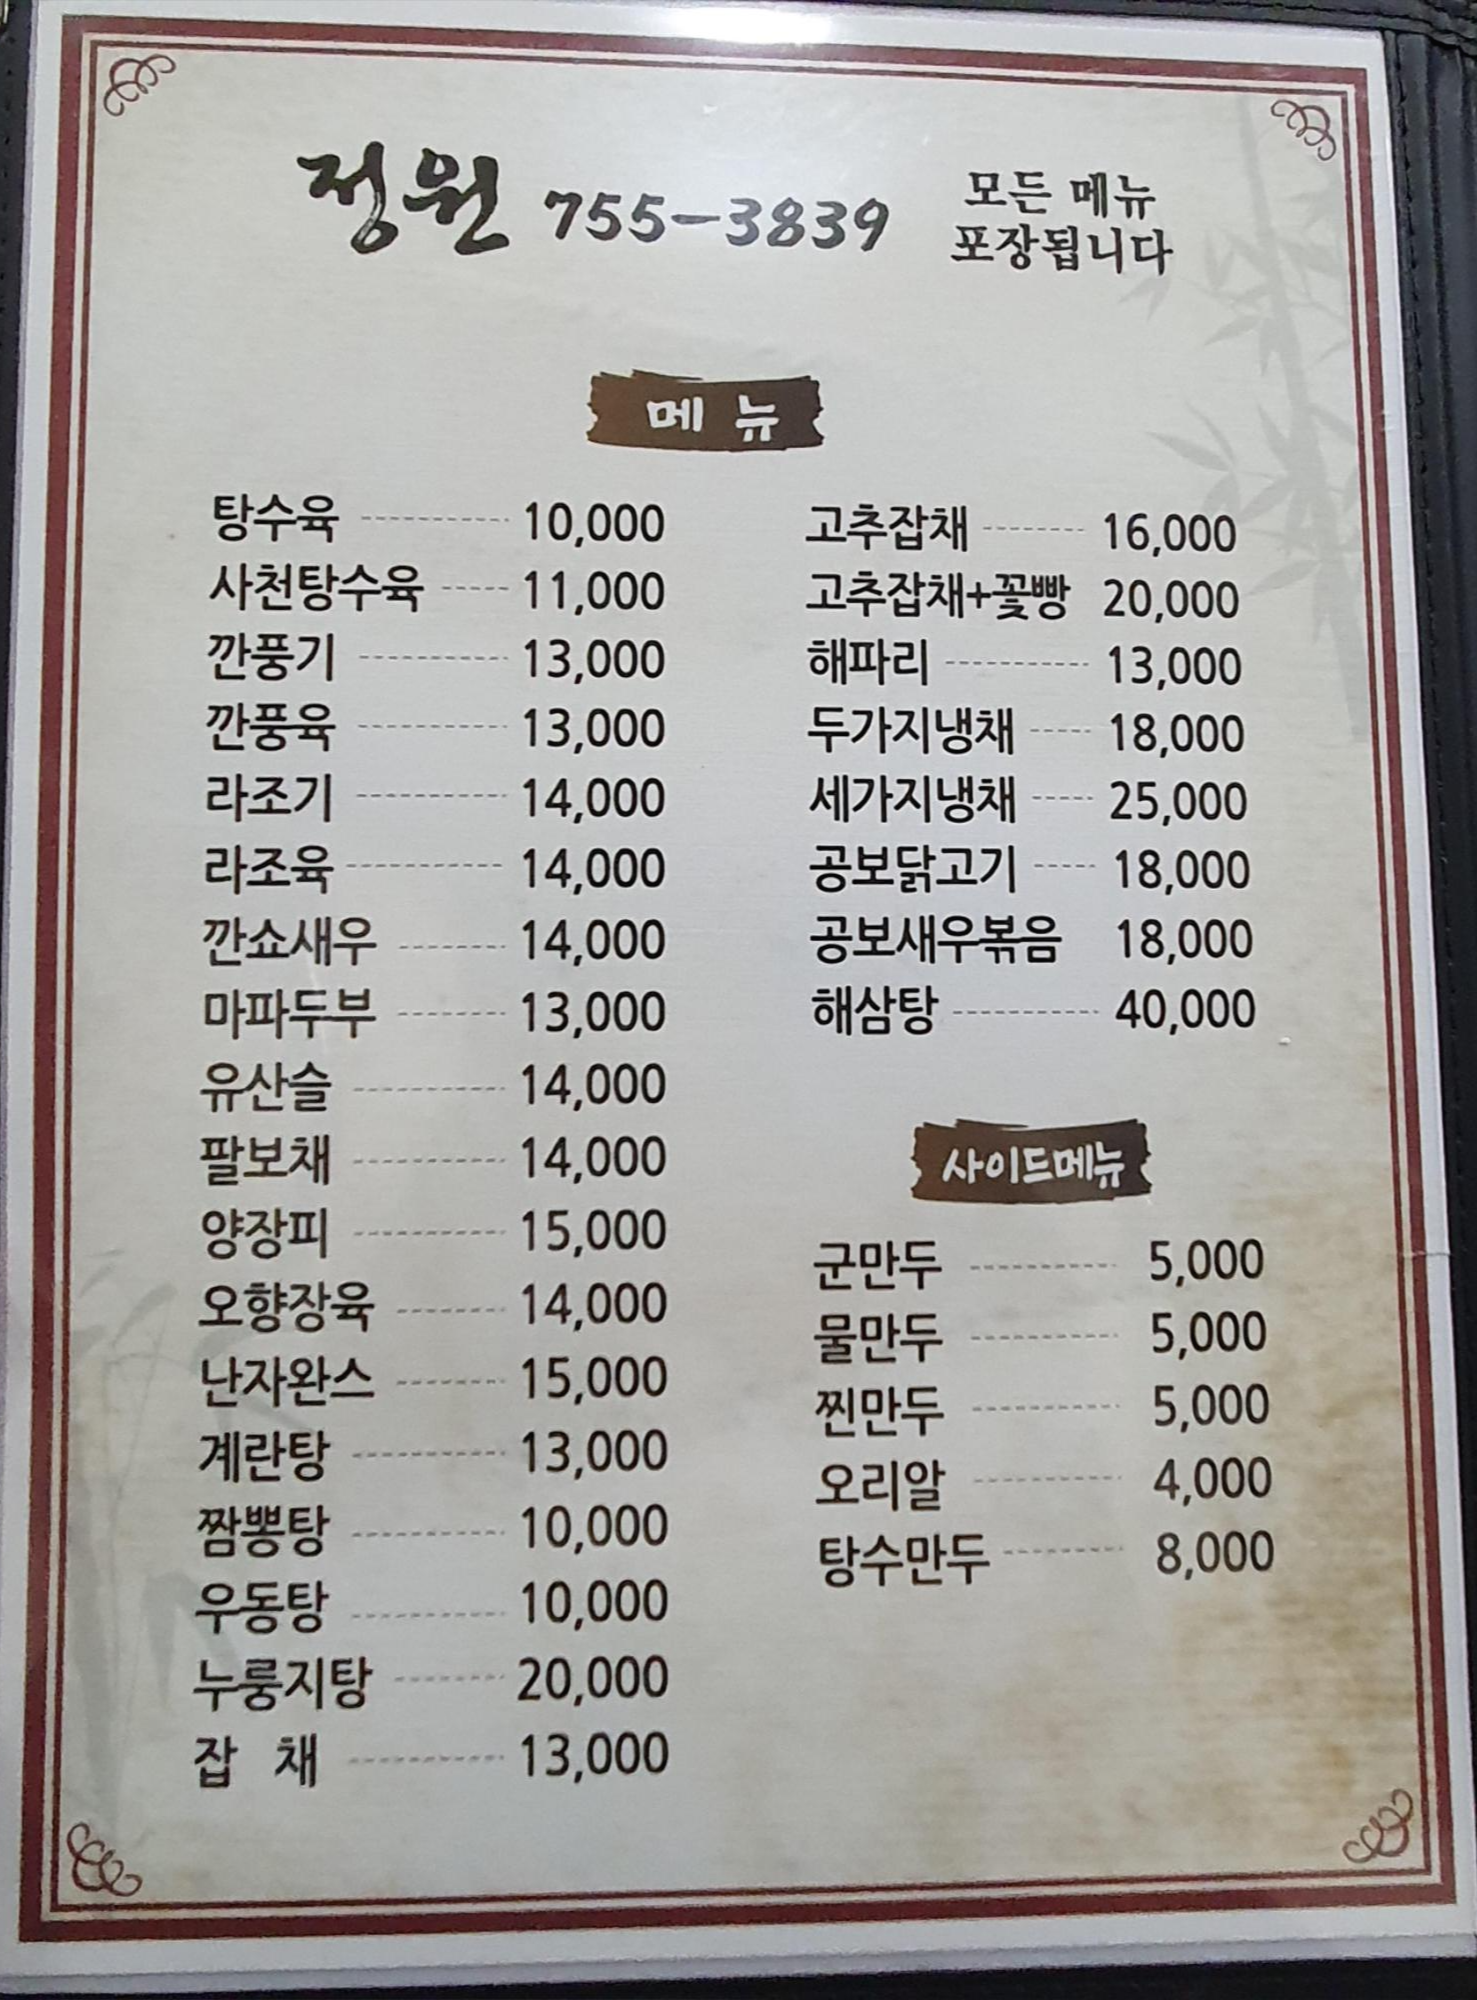 정원 755-3839
모든 메뉴
포장됩니다
메 뉴
탕수육 10,000
사천탕수육 11,000
깐풍기 13,000
깐풍육 13,000
라조기 14,000
라조육 14,000
깐쇼새우 14,000
마파두부 13,000
유산슬 14,000
팔보채 14,000
양장피 15,000
오향장육 14,000
난자완스 15,000
계란탕 13,000
짬뽕탕 10,000
우동탕 10,000
누룽지탕 20,000
잡 채 13,000
고추잡채 16,000
고추잡채+꽃빵 20,000
해파리 13,000
두가지냉채 18,000
세가지냉채 25,000
공보닭고기 18,000
공보새우볶음 18,000
해삼탕 40,000
사이드메뉴
군만두 5,000
물만두 5,000
찐만두 5,000
오리알 4,000
탕수만두 8,000